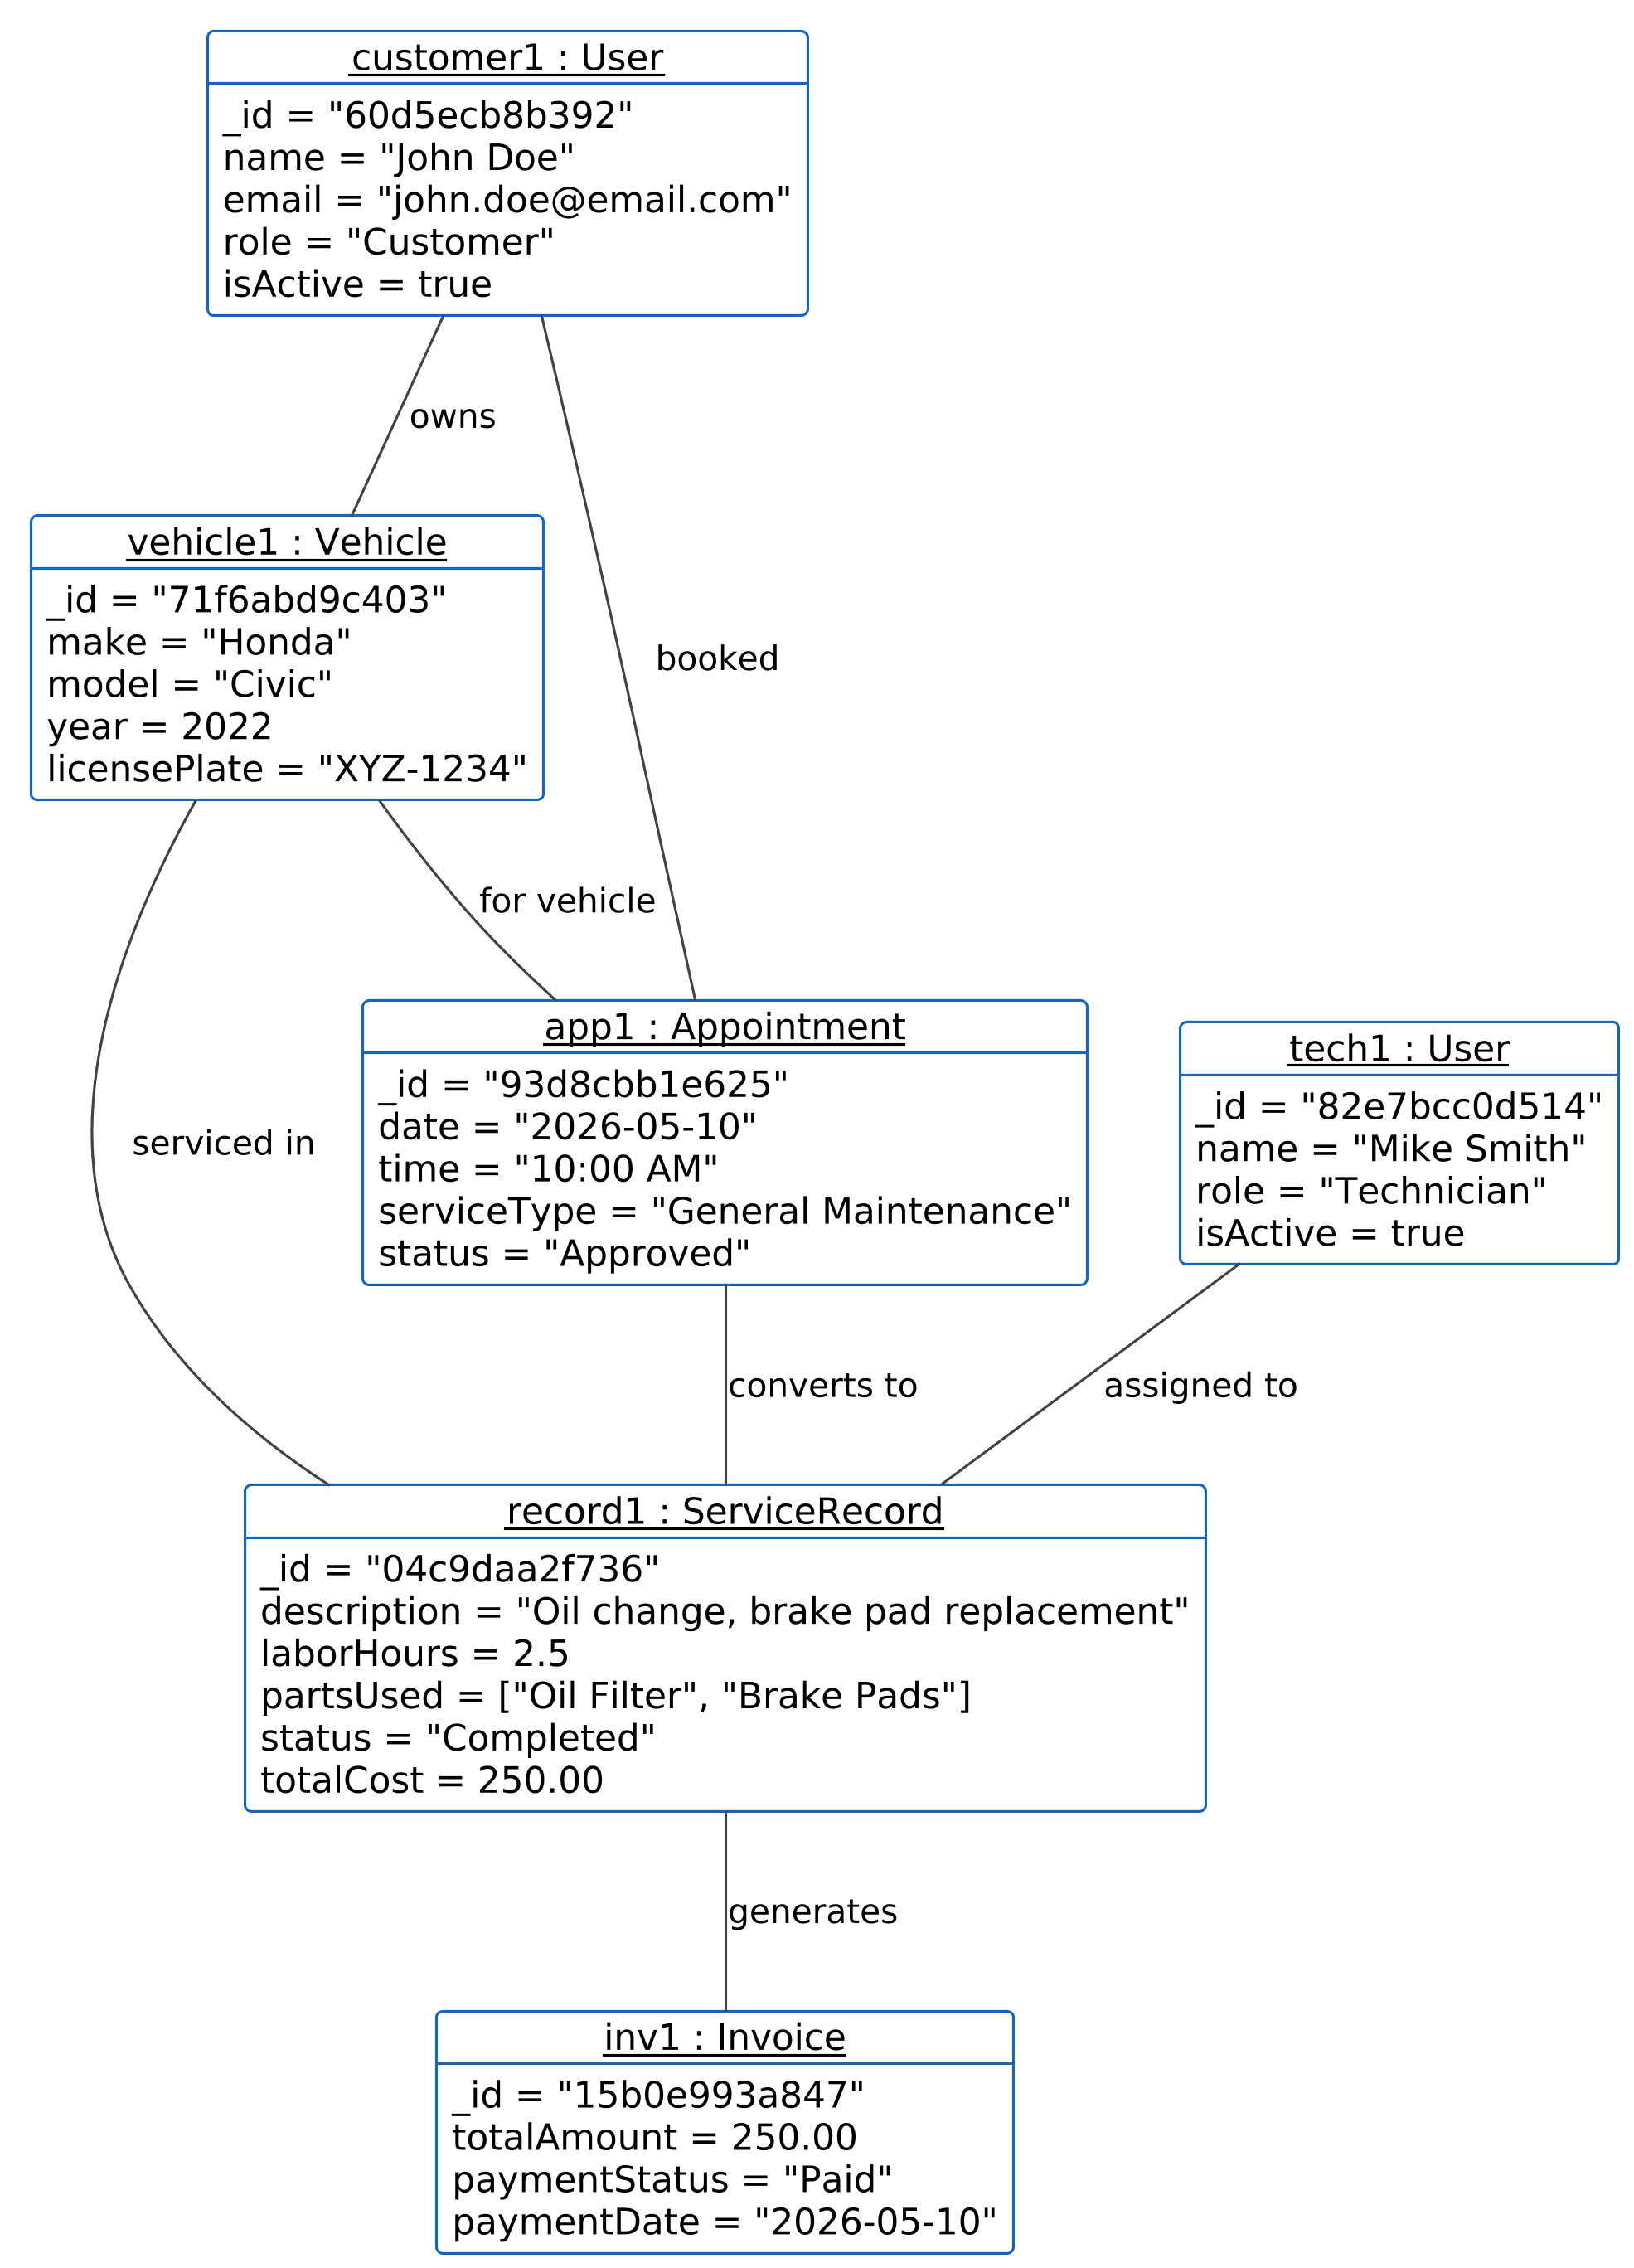 customer1 : User
_id = "60d5ecb8b392"
name = "John Doe"
email = "john.doe@email.com"
role = "Customer"
isActive = true
owns
vehicle1 : Vehicle
_id = "71f6abd9c403"
make = "Honda"
model = "Civic"
year = 2022
licensePlate = "XYZ-1234"
booked
for vehicle
app1 : Appointment
_id = "93d8cbb1e625"
date = "2026-05-10"
time = "10:00 AM"
serviceType = "General Maintenance"
status = "Approved"
tech1 : User
_id = "82e7bcc0d514"
name = "Mike Smith"
role = "Technician"
isActive = true
serviced in
converts to
assigned to
record1 : ServiceRecord
_id = "04c9daa2f736"
description = "Oil change, brake pad replacement"
laborHours = 2.5
partsUsed = ["Oil Filter", "Brake Pads"]
status = "Completed"
totalCost = 250.00
generates
inv1 : Invoice
_id = "15b0e993a847"
totalAmount = 250.00
paymentStatus = "Paid"
paymentDate = "2026-05-10"